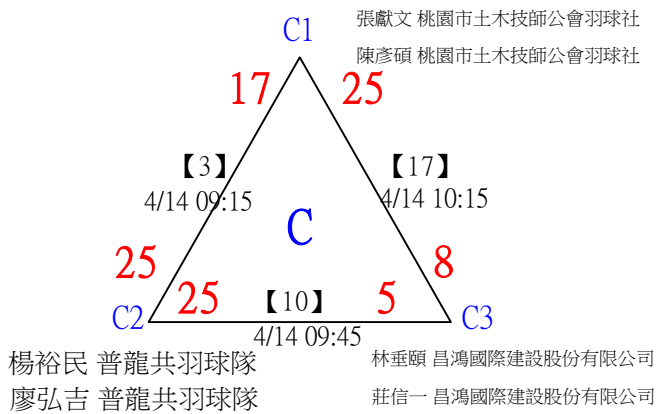 C1
張獻文 桃園市土木技師公會羽球社
陳彥碩 桃園市土木技師公會羽球社
17
25
【3】
4/14 09:15
【17】
4/14 10:15
C
25
8
25
【10】
5
C2
C3
4/14 09:45
楊裕民 普龍共羽球隊
廖弘吉 普龍共羽球隊
林垂頤 昌鴻國際建設股份有限公司
莊信一 昌鴻國際建設股份有限公司